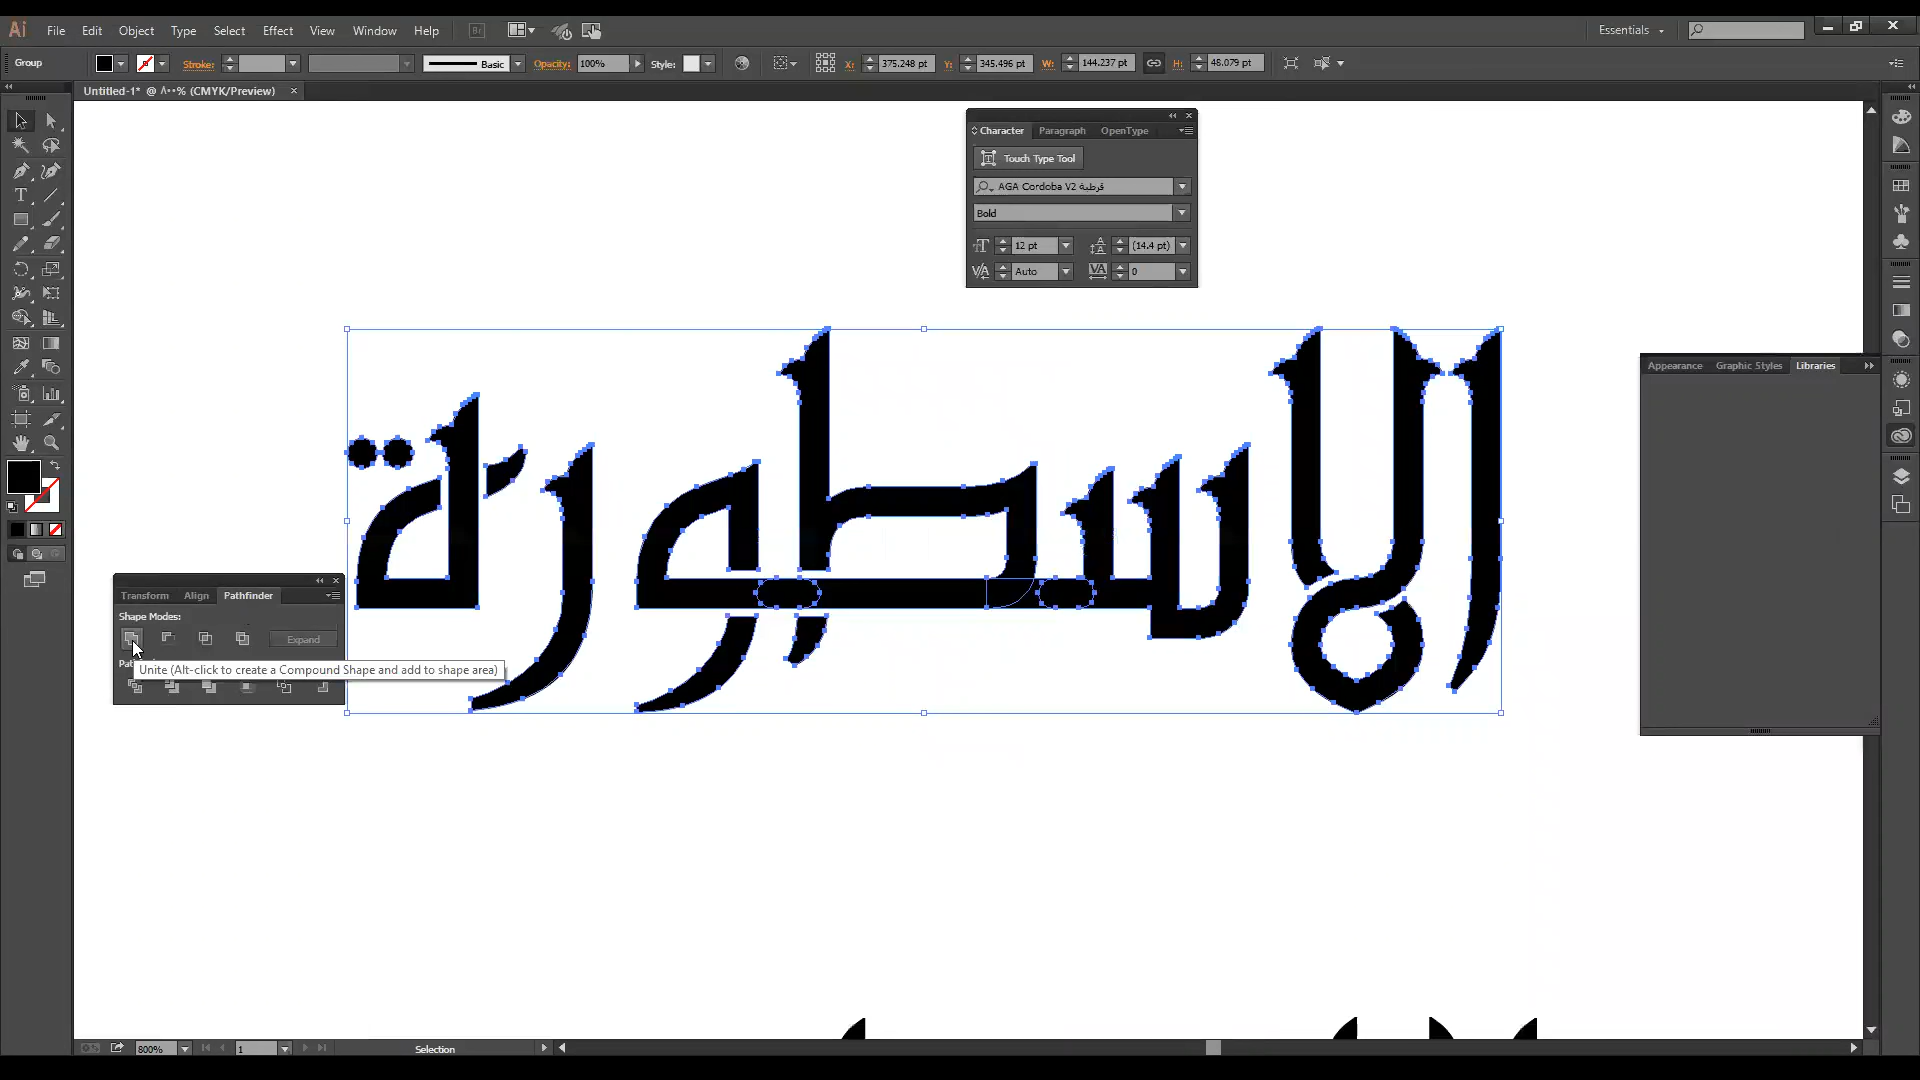 Ai File Edit Object Type Select Effect View Window Help Br Essentials
Group Stroke: Basic Opacity: 100% Style: X: 375.248 pt Y: 345.496 pt W: 144.237 pt H: 48.079 pt
Untitled-1* @ ٨٠٠% (CMYK/Preview)
Character Paragraph OpenType
Touch Type Tool
AGA Cordoba V2 قرطبة
Bold
12 pt (14.4 pt)
Auto 0
Appearance Graphic Styles Libraries
الاسطورة
Transform Align Pathfinder
Shape Modes:
Expand
Unite (Alt-click to create a Compound Shape and add to shape area)
800% 1 Selection